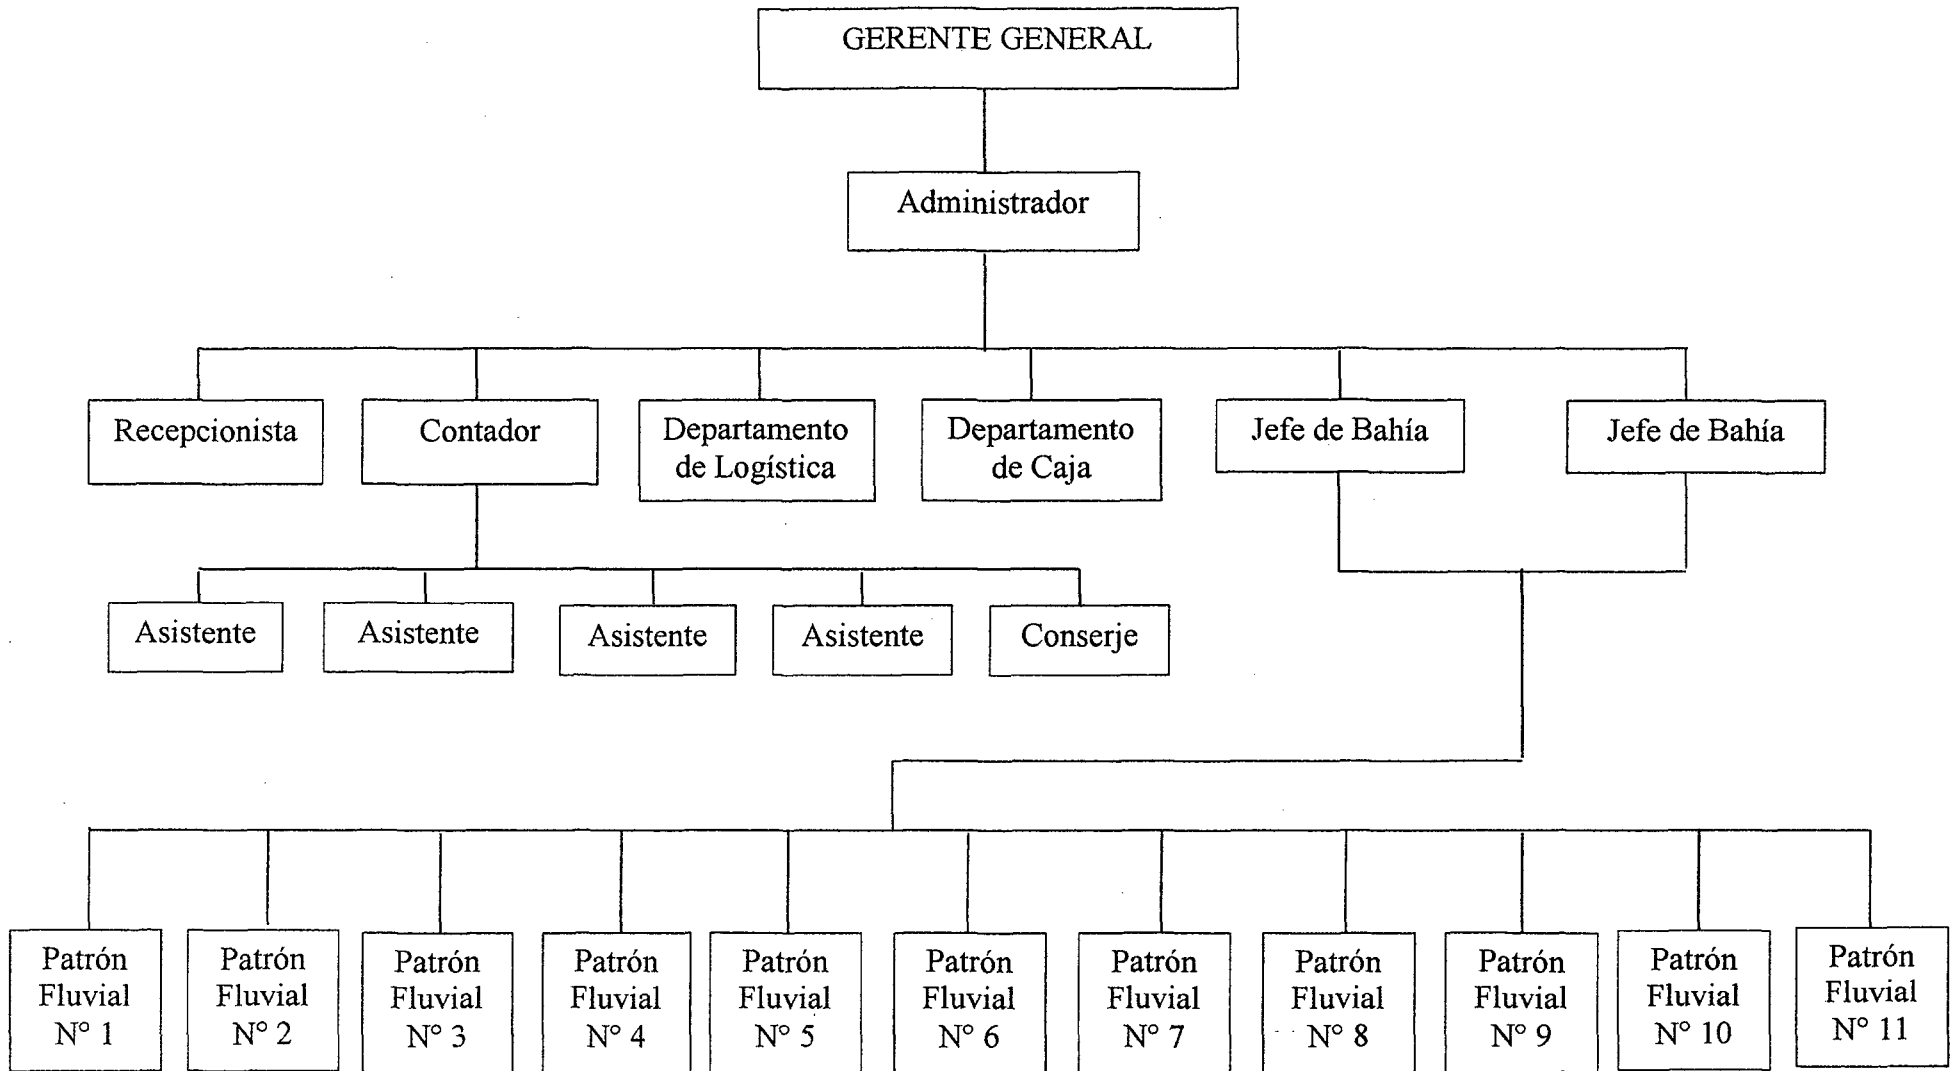 GERENTE GENERAL
Administrador
Recepcionista
Contador
Departamento
de Logística
Departamento
de Caja
Jefe de Bahía
Jefe de Bahía
Asistente
Asistente
Asistente
Asistente
Conserje
Patrón
Fluvial
N° 1
Patrón
Fluvial
N° 2
Patrón
Fluvial
N° 3
Patrón
Fluvial
N° 4
Patrón
Fluvial
N° 5
Patrón
Fluvial
N° 6
Patrón
Fluvial
N° 7
Patrón
Fluvial
N° 8
Patrón
Fluvial
N° 9
Patrón
Fluvial
N° 10
Patrón
Fluvial
N° 11